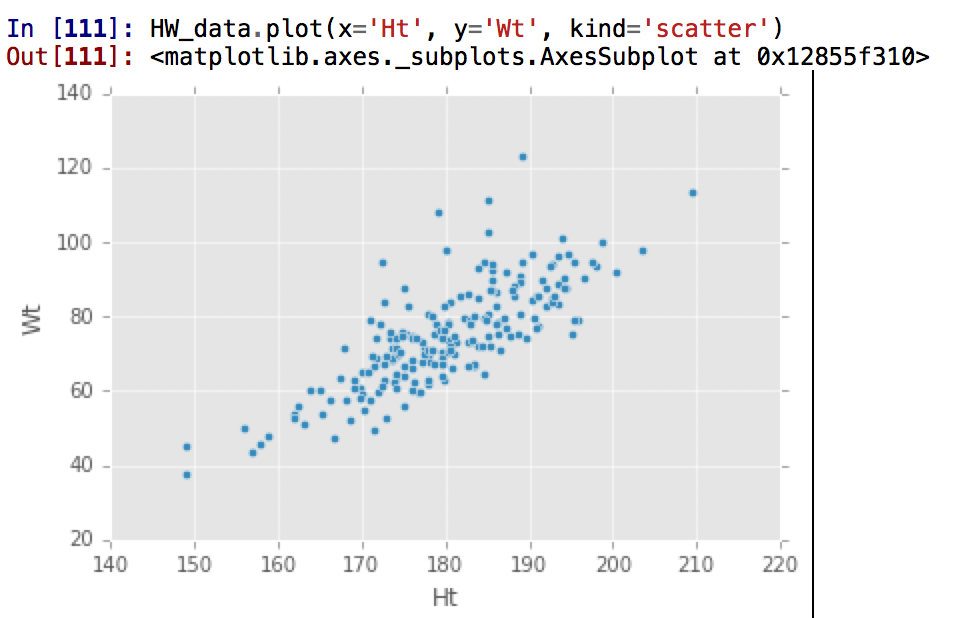 In [111]: HW_data.plot(x='Ht', y='Wt', kind='scatter')
Out[111]: <matplotlib.axes._subplots.AxesSubplot at 0x12855f310>
140
120
100
80
60
40
20
Wt
140 150 160 170 180 190 200 210 220
Ht